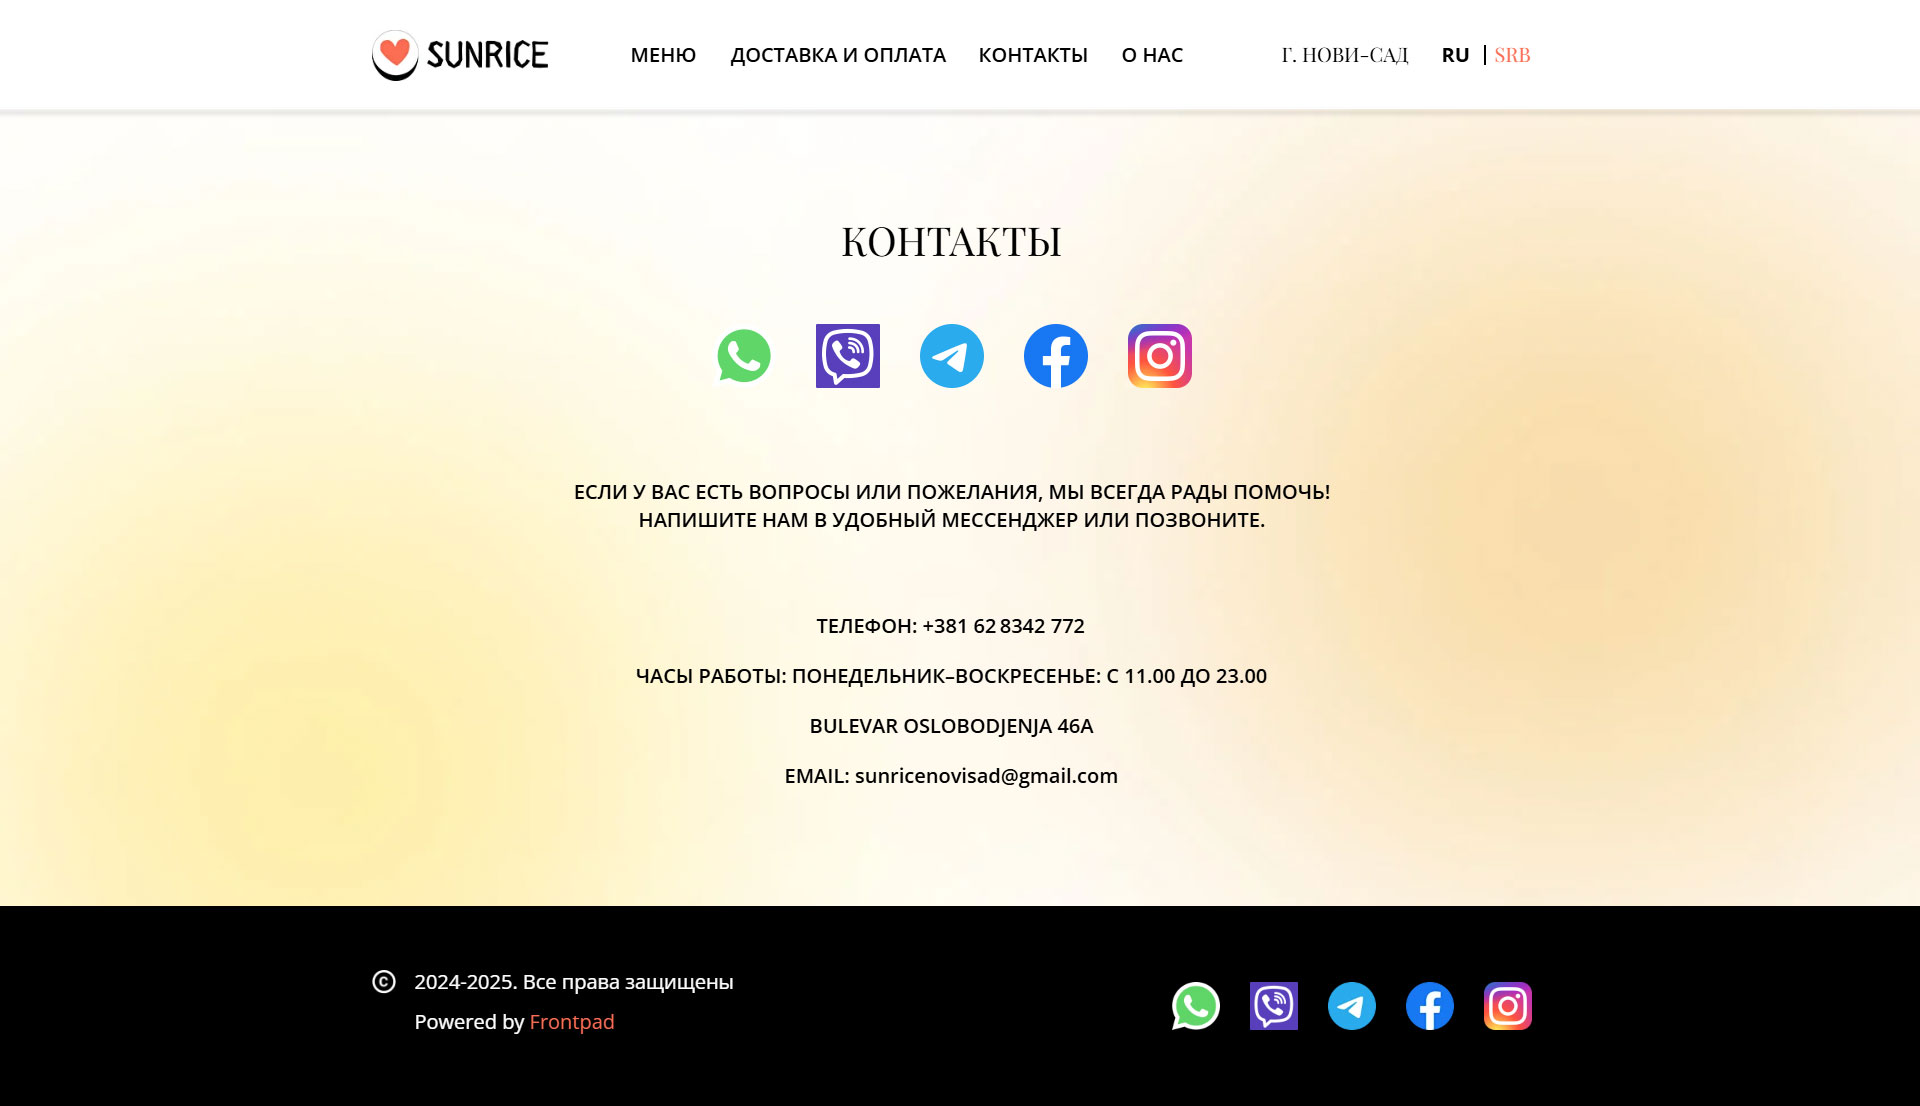 SUNRICE
МЕНЮ ДОСТАВКА И ОПЛАТА КОНТАКТЫ О НАС Г. НОВИ-САД RU | SRB
КОНТАКТЫ
ЕСЛИ У ВАС ЕСТЬ ВОПРОСЫ ИЛИ ПОЖЕЛАНИЯ, МЫ ВСЕГДА РАДЫ ПОМОЧЬ!
НАПИШИТЕ НАМ В УДОБНЫЙ МЕССЕНДЖЕР ИЛИ ПОЗВОНИТЕ.
ТЕЛЕФОН: +381 62 8342 772
ЧАСЫ РАБОТЫ: ПОНЕДЕЛЬНИК–ВОСКРЕСЕНЬЕ: С 11.00 ДО 23.00
BULEVAR OSLOBODJENJA 46A
EMAIL: sunricenovisad@gmail.com
© 2024-2025. Все права защищены
Powered by Frontpad